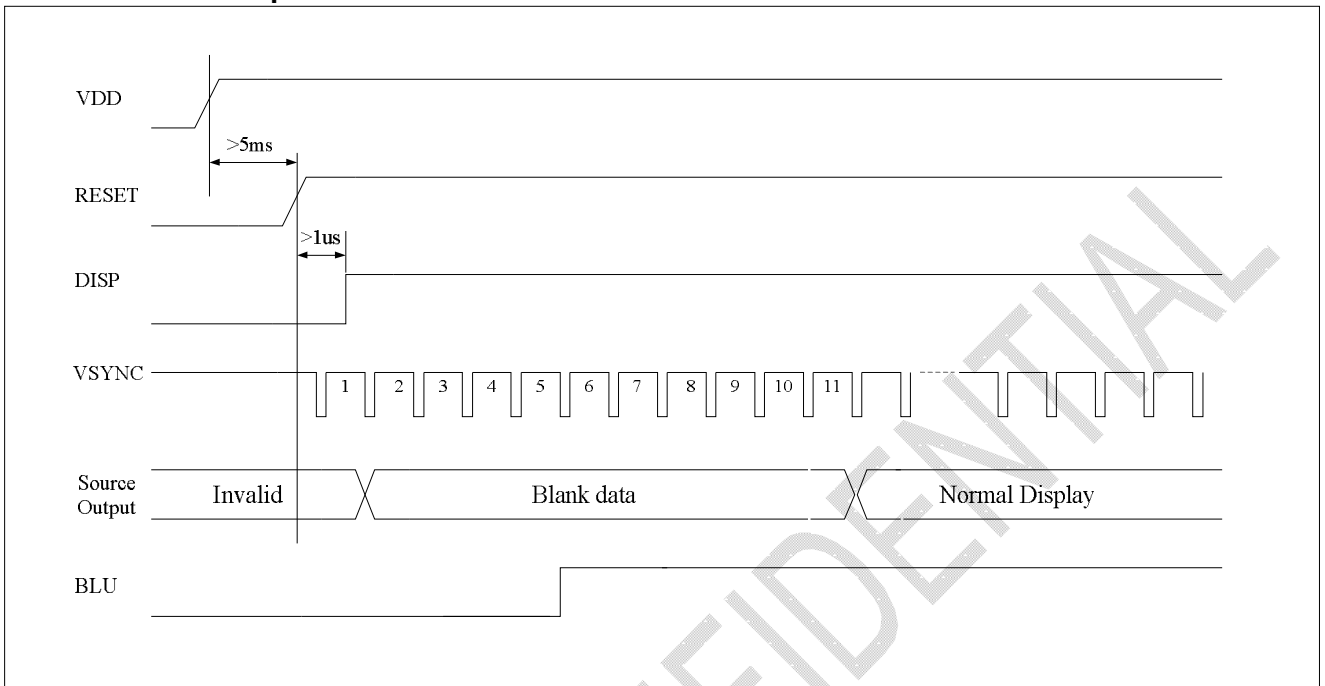 VDD
>5ms
RESET
>1us
DISP
VSYNC
1 2 3 4 5 6 7 8 9 10 11
Source
Output
Invalid
Blank data
Normal Display
BLU
FIDENTIAL